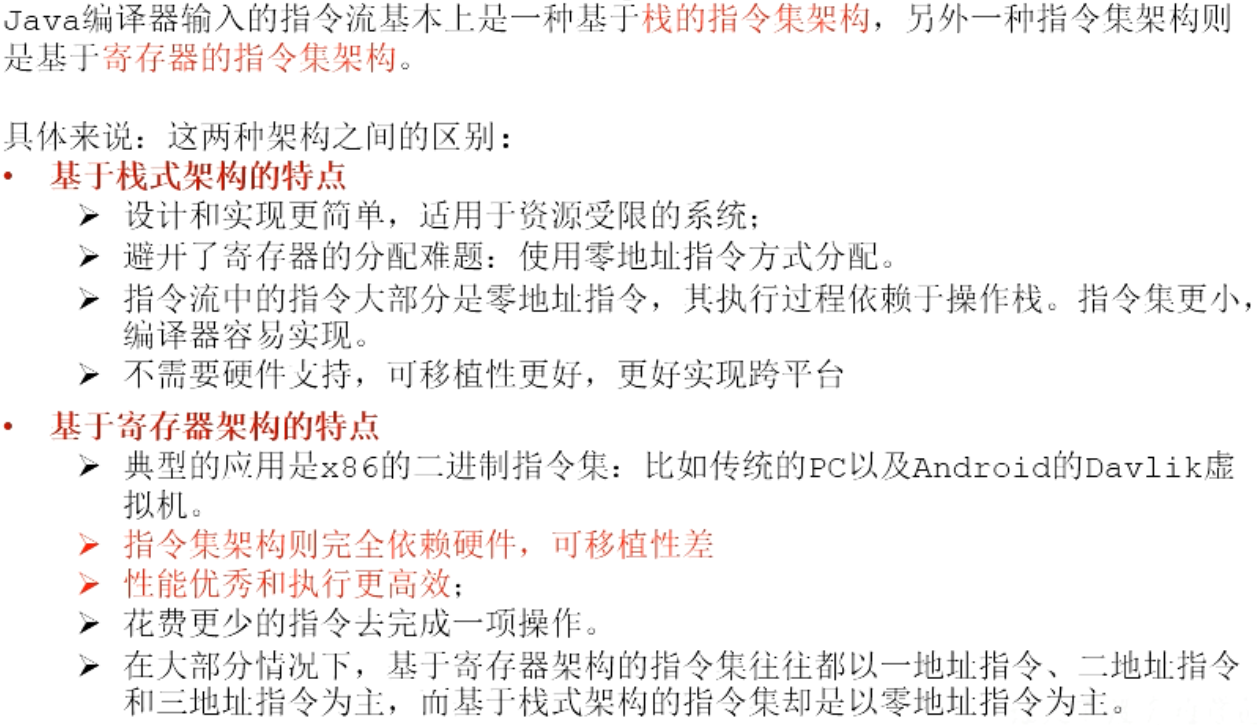 Java编译器输入的指令流基本上是一种基于栈的指令集架构，另外一种指令集架构则
是基于寄存器的指令集架构。
具体来说：这两种架构之间的区别：
• 基于栈式架构的特点
➢ 设计和实现更简单，适用于资源受限的系统；
➢ 避开了寄存器的分配难题：使用零地址指令方式分配。
➢ 指令流中的指令大部分是零地址指令，其执行过程依赖于操作栈。指令集更小，
编译器容易实现。
➢ 不需要硬件支持，可移植性更好，更好实现跨平台
• 基于寄存器架构的特点
➢ 典型的应用是x86的二进制指令集：比如传统的PC以及Android的Davlik虚
拟机。
➢ 指令集架构则完全依赖硬件，可移植性差
➢ 性能优秀和执行更高效；
➢ 花费更少的指令去完成一项操作。
➢ 在大部分情况下，基于寄存器架构的指令集往往都以一地址指令、二地址指令
和三地址指令为主，而基于栈式架构的指令集却是以零地址指令为主。